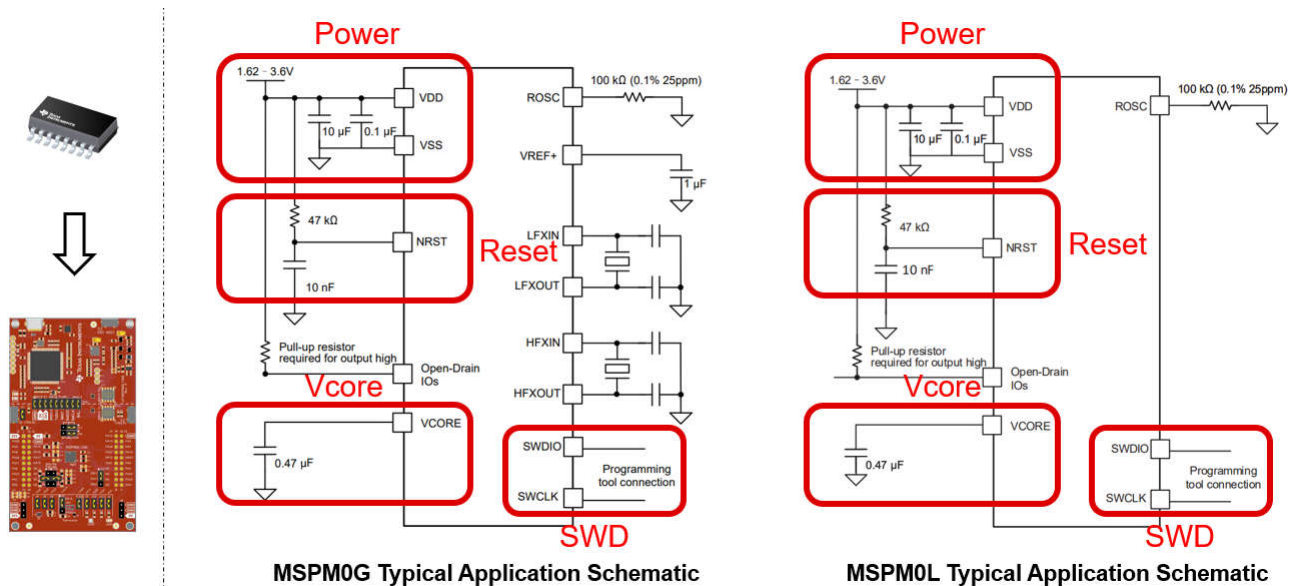 TEXAS INSTRUMENTS
Power
1.62 - 3.6V
VDD
10 µF
0.1 µF
VSS
47 kΩ
NRST
Reset
10 nF
Pull-up resistor
required for output high
Open-Drain
IOs
Vcore
VCORE
0.47 µF
ROSC
100 kΩ (0.1% 25ppm)
VREF+
1 µF
LFXIN
LFXOUT
HFXIN
HFXOUT
SWDIO
Programming
tool connection
SWCLK
SWD
MSPM0G Typical Application Schematic
Power
1.62 - 3.6V
VDD
10 µF
0.1 µF
VSS
47 kΩ
NRST
Reset
10 nF
Pull-up resistor
required for output high
Open-Drain
IOs
Vcore
VCORE
0.47 µF
ROSC
100 kΩ (0.1% 25ppm)
SWDIO
Programming
tool connection
SWCLK
SWD
MSPM0L Typical Application Schematic